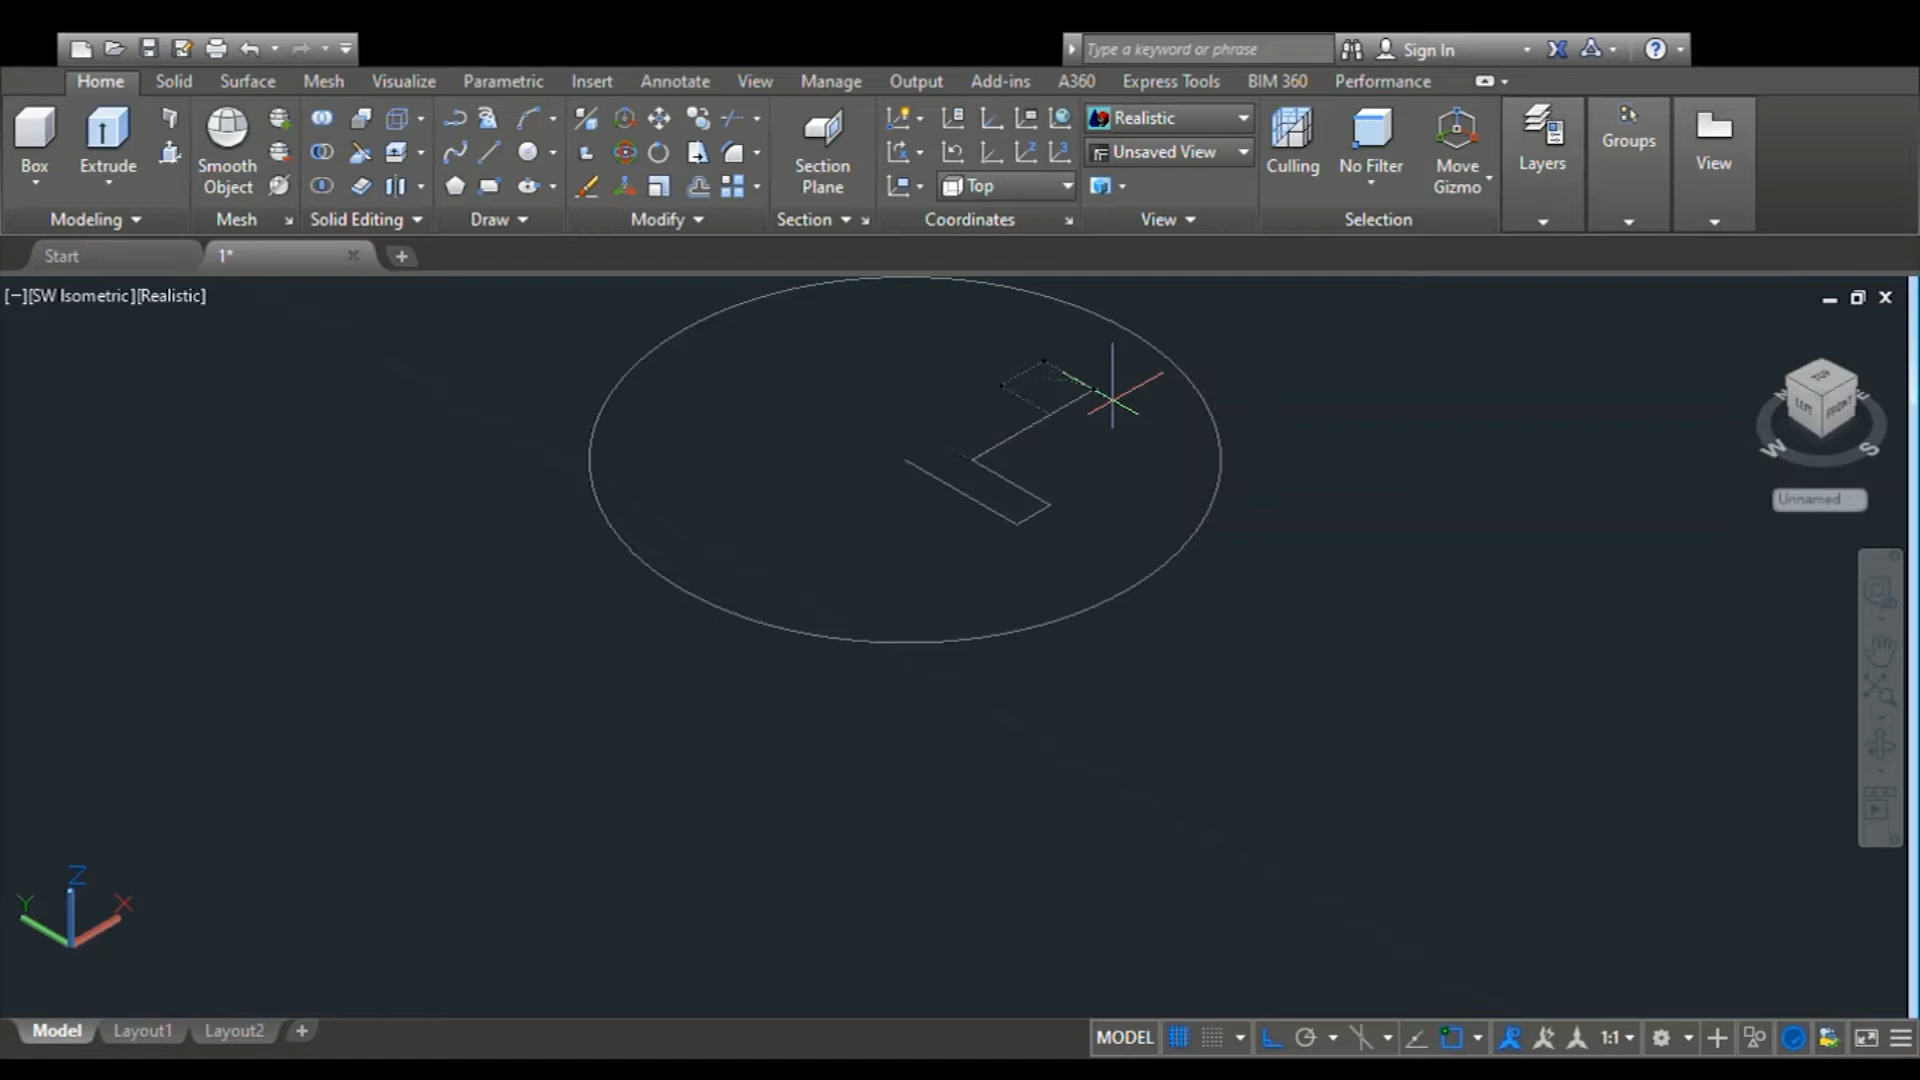 Type a keyword or phrase
Sign In
Home Solid Surface Mesh Visualize Parametric Insert Annotate View Manage Output Add-ins A360 Express Tools BIM 360 Performance
Realistic
Unsaved View
Top
Box
Extrude
Smooth
Object
Section
Plane
Culling
No Filter
Move
Gizmo
Layers
Groups
View
Modeling
Mesh
Solid Editing
Draw
Modify
Section
Coordinates
View
Selection
Start
1*
[−][SW Isometric][Realistic]
TOP
LEFT
FRONT
W
S
Unnamed
Z
Y
X
Model
Layout1
Layout2
MODEL
1:1